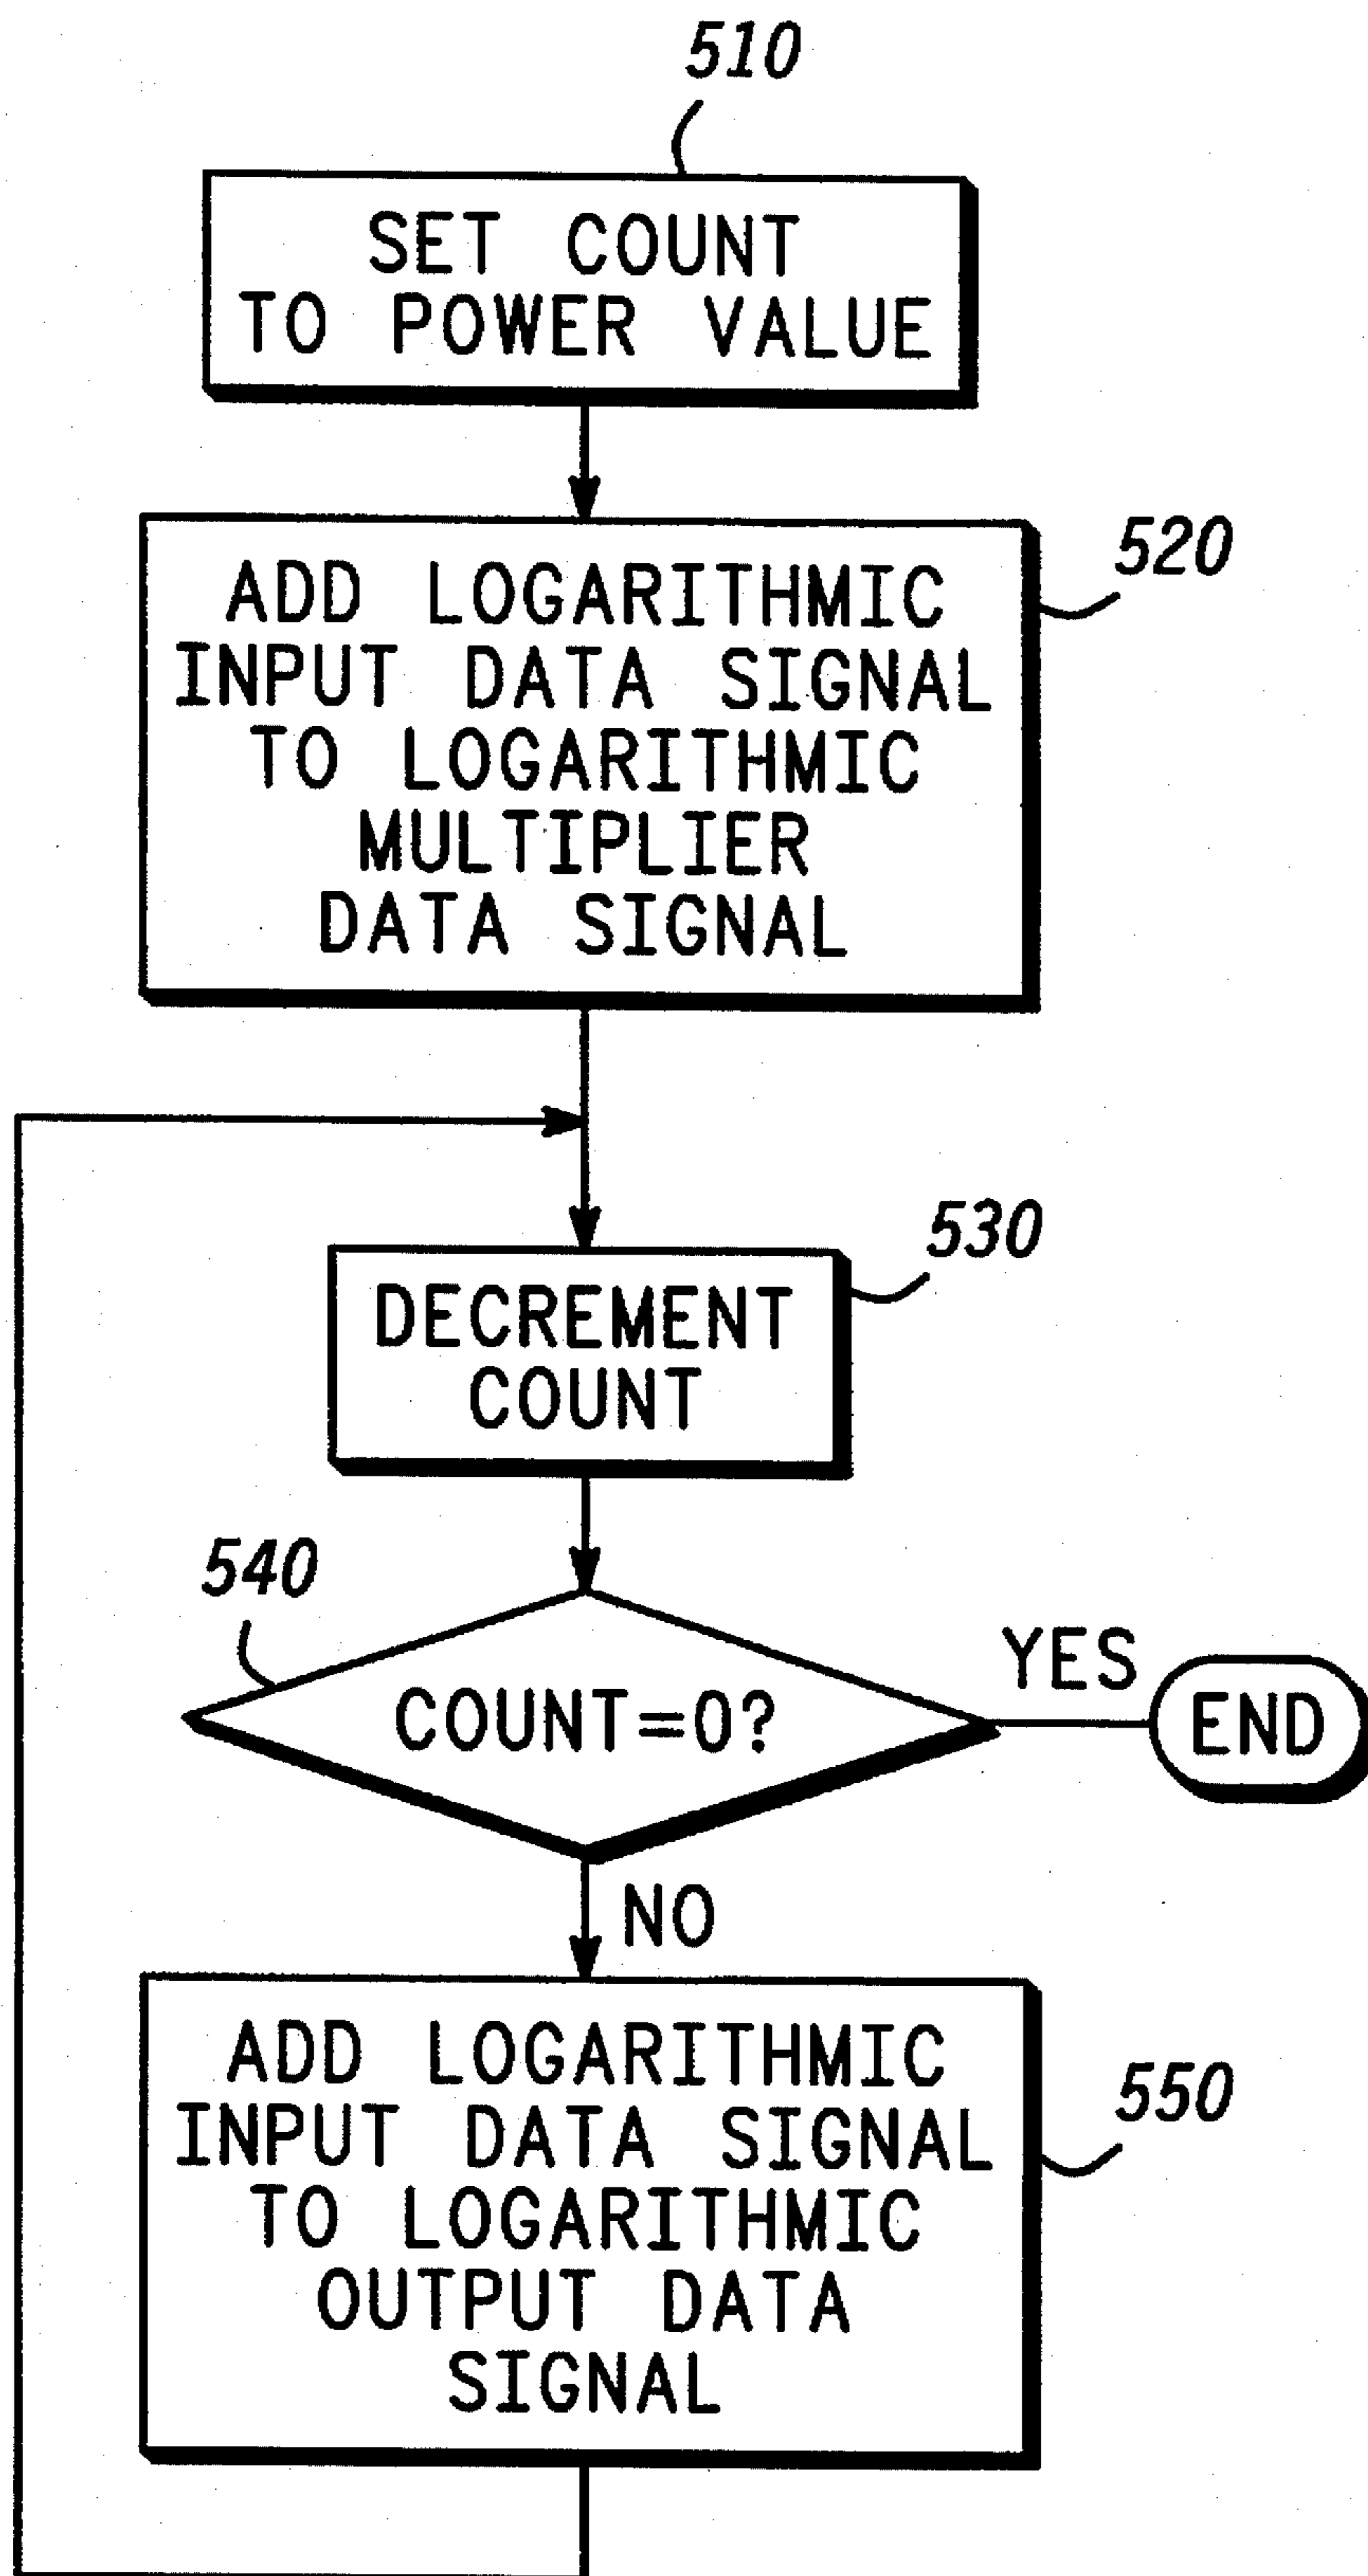 510
SET COUNT
TO POWER VALUE
520
ADD LOGARITHMIC
INPUT DATA SIGNAL
TO LOGARITHMIC
MULTIPLIER
DATA SIGNAL
530
DECREMENT
COUNT
540
COUNT=0?
YES
END
NO
550
ADD LOGARITHMIC
INPUT DATA SIGNAL
TO LOGARITHMIC
OUTPUT DATA
SIGNAL